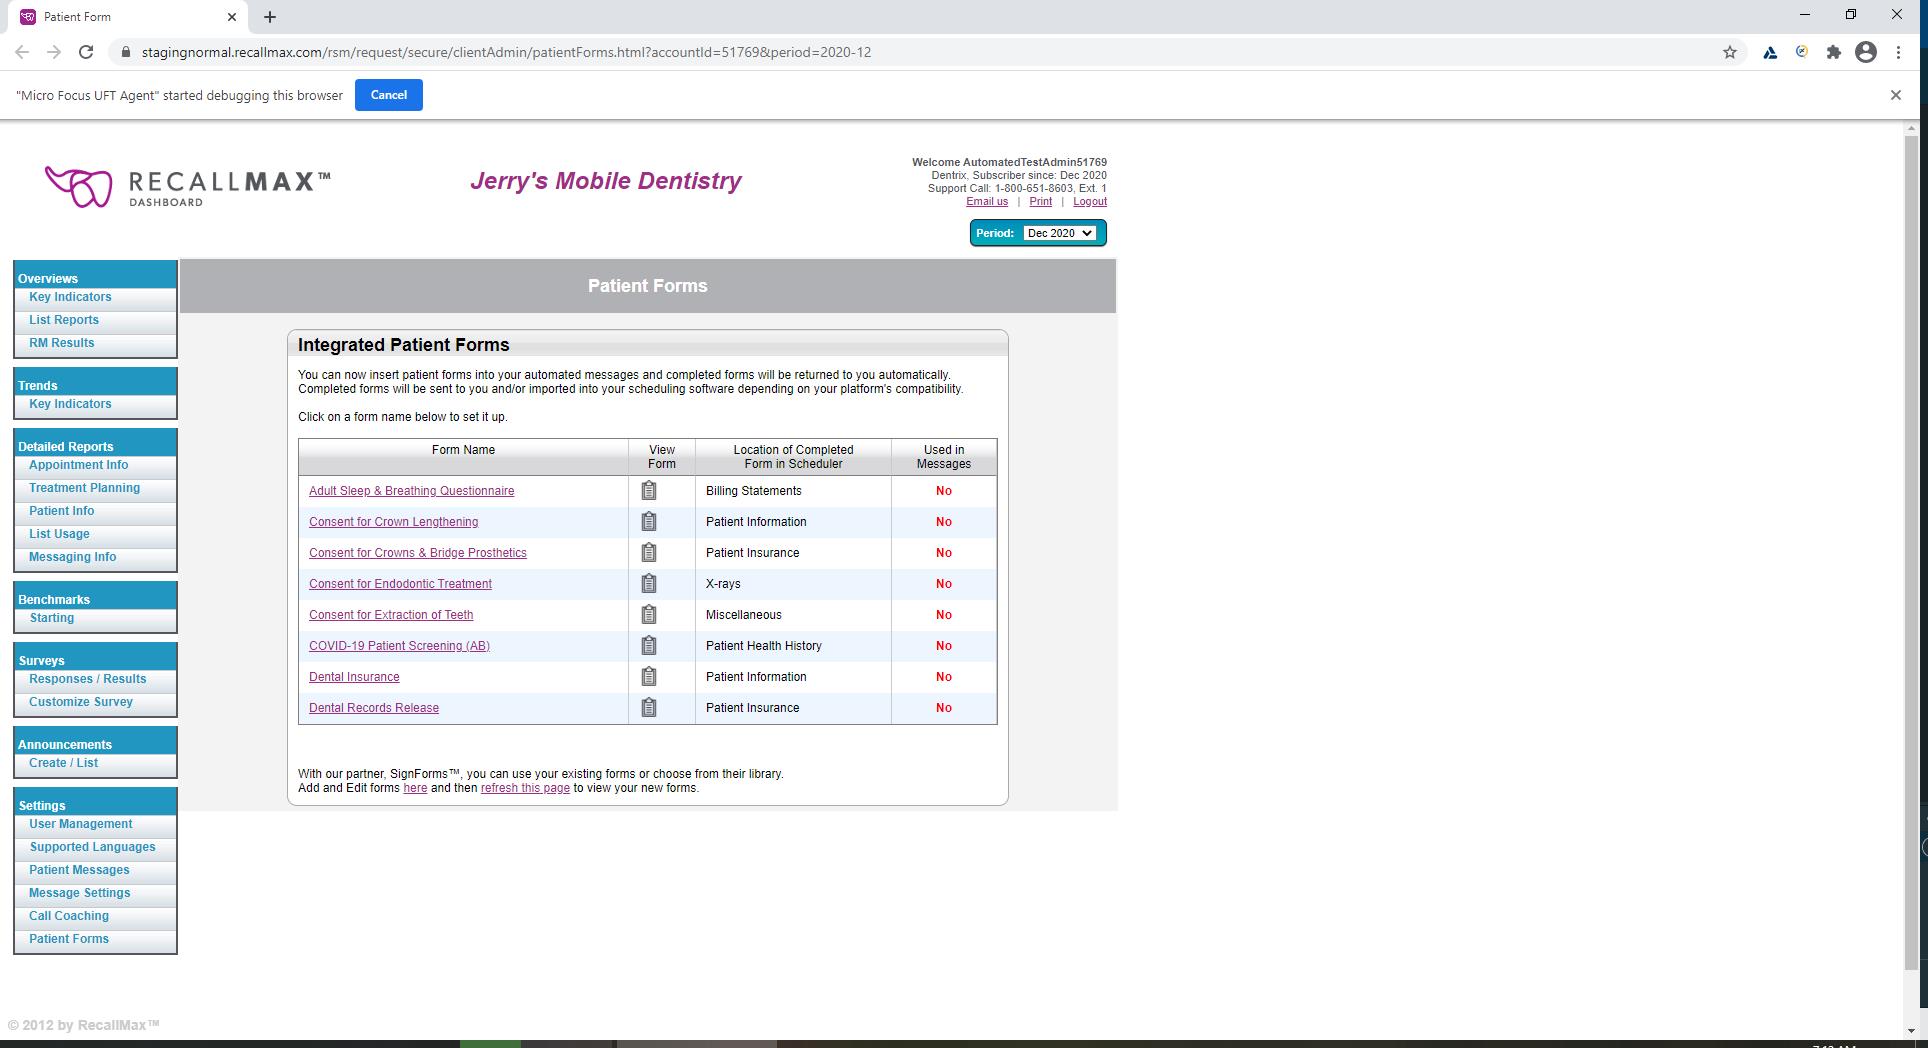 Patient Form
stagingnormal.recallmax.com/rsm/request/secure/clientAdmin/patientForms.html?accountId=51769&period=2020-12
"Micro Focus UFT Agent" started debugging this browser
Cancel
RECALLMAX™
DASHBOARD
Jerry's Mobile Dentistry
Welcome AutomatedTestAdmin51769
Dentrix, Subscriber since: Dec 2020
Support Call: 1-800-651-8603, Ext. 1
Email us | Print | Logout
Period: Dec 2020
Overviews
Key Indicators
List Reports
RM Results
Trends
Key Indicators
Detailed Reports
Appointment Info
Treatment Planning
Patient Info
List Usage
Messaging Info
Benchmarks
Starting
Surveys
Responses / Results
Customize Survey
Announcements
Create / List
Settings
User Management
Supported Languages
Patient Messages
Message Settings
Call Coaching
Patient Forms
Patient Forms
Integrated Patient Forms
You can now insert patient forms into your automated messages and completed forms will be returned to you automatically.
Completed forms will be sent to you and/or imported into your scheduling software depending on your platform's compatibility.
Click on a form name below to set it up.
Form Name View Form Location of Completed Form in Scheduler Used in Messages
Adult Sleep & Breathing Questionnaire Billing Statements No
Consent for Crown Lengthening Patient Information No
Consent for Crowns & Bridge Prosthetics Patient Insurance No
Consent for Endodontic Treatment X-rays No
Consent for Extraction of Teeth Miscellaneous No
COVID-19 Patient Screening (AB) Patient Health History No
Dental Insurance Patient Information No
Dental Records Release Patient Insurance No
With our partner, SignForms™, you can use your existing forms or choose from their library.
Add and Edit forms here and then refresh this page to view your new forms.
© 2012 by RecallMax™